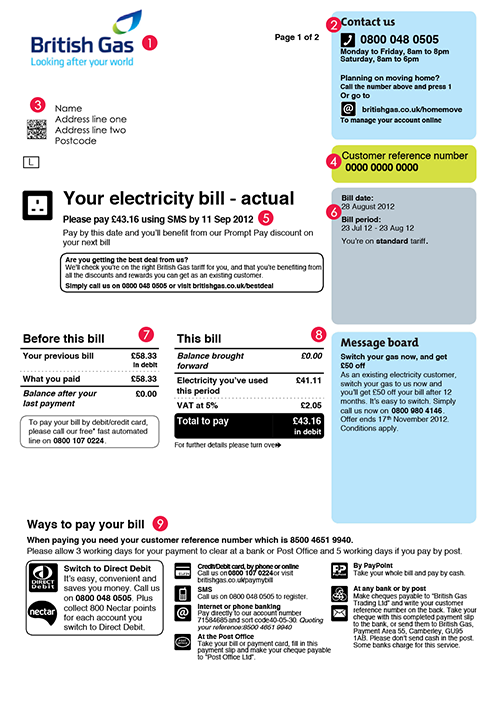 British Gas
Looking after your world
1
Page 1 of 2
2
Contact us
0800 048 0505
Monday to Friday, 8am to 8pm
Saturday, 8am to 6pm
Planning on moving home?
Call the number above and press 1
Or go to
@ britishgas.co.uk/homemove
To manage your account online
3
Name
Address line one
Address line two
Postcode
L
4
Customer reference number
0000 0000 0000
Your electricity bill - actual
Please pay £43.16 using SMS by 11 Sep 2012
5
Pay by this date and you'll benefit from our Prompt Pay discount on
your next bill
Are you getting the best deal from us?
We'll check you're on the right British Gas tariff for you, and that you're benefiting from
all the discounts and rewards you can get as an existing customer.
Simply call us on 0800 048 0505 or visit britishgas.co.uk/bestdeal
6
Bill date:
28 August 2012
Bill period:
23 Jul 12 - 23 Aug 12
You're on standard tariff.
Before this bill
7
Your previous bill £58.33
in debit
What you paid £58.33
Balance after your £0.00
last payment
To pay your bill by debit/credit card,
please call our free* fast automated
line on 0800 107 0224.
This bill
8
Balance brought £0.00
forward
Electricity you've used £41.11
this period
VAT at 5% £2.05
Total to pay £43.16
in debit
For further details please turn over
Message board
Switch your gas now, and get
£50 off
As an existing electricity customer,
switch your gas to us now and
you'll get £50 off your bill after 12
months. It's easy to switch. Simply
call us now on 0800 980 4146.
Offer ends 17th November 2012.
Conditions apply.
Ways to pay your bill
9
When paying you need your customer reference number which is 8500 4651 9940.
Please allow 3 working days for your payment to clear at a bank or Post Office and 5 working days if you pay by post.
DIRECT
Debit
nectar
Switch to Direct Debit
It's easy, convenient and
saves you money. Call us
on 0800 048 0505. Plus
collect 800 Nectar points
for each account you
switch to Direct Debit.
Credit/Debit card, by phone or online
Call us on 0800 107 0224 or visit
britishgas.co.uk/paymybill
SMS
Call us on 0800 048 0505 to register.
@
Internet or phone banking
Pay directly to our account number
71584685 and sort code 40-05-30. Quoting
your reference:8500 4651 9940
At the Post Office
Take your bill or payment card, fill in this
payment slip and make your cheque payable
to "Post Office Ltd".
By PayPoint
Take your whole bill and pay by cash.
At any bank or by post
Make cheques payable to "British Gas
Trading Ltd" and write your customer
reference number on the back. Take your
cheque with this completed payment slip
to the bank, or send them to British Gas,
Payment Area 55, Camberley, GU95
1AB. Please don't send cash in the post.
Some banks charge for this service.